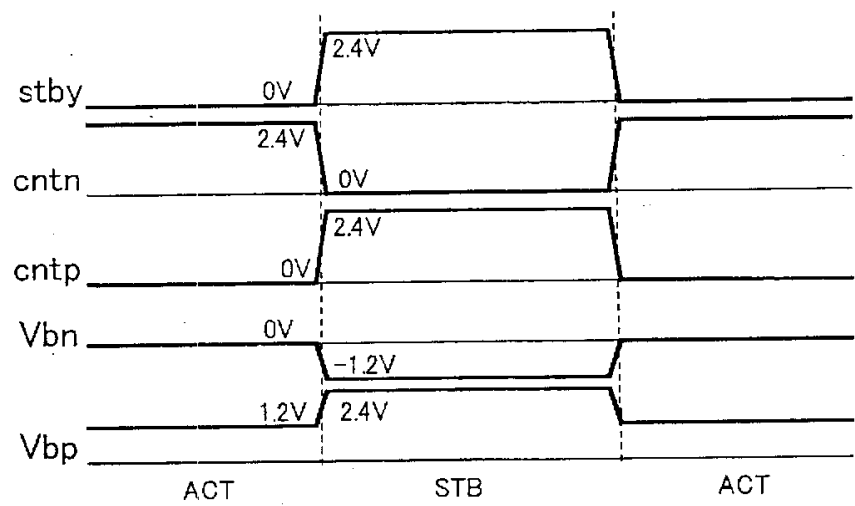 2.4V
stby 0V
2.4V
cntn 0V
2.4V
cntp 0V
Vbn 0V
-1.2V
1.2V 2.4V
Vbp
ACT STB ACT